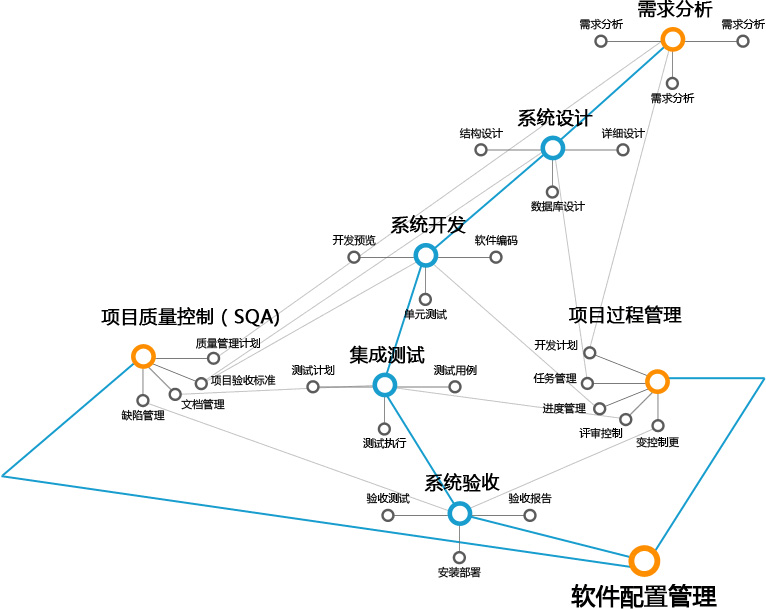 需求分析
需求分析
需求分析
需求分析
系统设计
结构设计
详细设计
数据库设计
系统开发
开发预览
软件编码
单元测试
项目质量控制（SQA)
质量管理计划
项目验收标准
文档管理
缺陷管理
项目过程管理
开发计划
任务管理
进度管理
评审控制
变控制更
集成测试
测试计划
测试用例
测试执行
系统验收
验收测试
验收报告
安装部署
软件配置管理